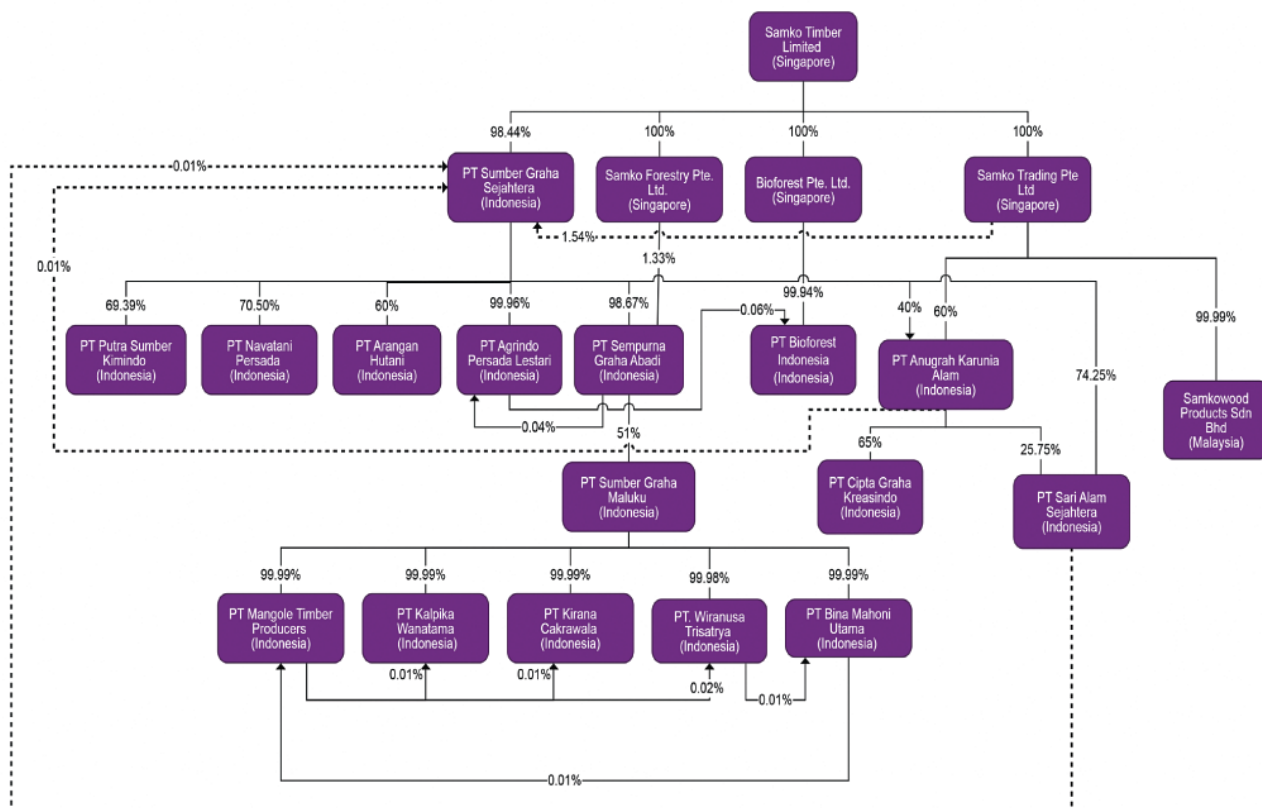 Samko Timber
Limited
(Singapore)
98.44%
100%
100%
100%
0.01%
PT Sumber Graha
Sejahtera
(Indonesia)
Samko Forestry Pte.
Ltd.
(Singapore)
Bioforest Pte. Ltd.
(Singapore)
Samko Trading Pte
Ltd
(Singapore)
1.54%
0.01%
1.33%
69.39%
70.50%
60%
99.96%
98.67%
0.06%
99.94%
40%
60%
99.99%
PT Putra Sumber
Kimindo
(Indonesia)
PT Navatani
Persada
(Indonesia)
PT Arangan
Hutani
(Indonesia)
PT Agrindo
Persada Lestari
(Indonesia)
PT Sempurna
Graha Abadi
(Indonesia)
PT Bioforest
Indonesia
(Indonesia)
PT Anugrah Karunia
Alam
(Indonesia)
74.25%
Samkowood
Products Sdn
Bhd
(Malaysia)
0.04%
51%
65%
25.75%
PT Sumber Graha
Maluku
(Indonesia)
PT Cipta Graha
Kreasindo
(Indonesia)
PT Sari Alam
Sejahtera
(Indonesia)
99.99%
99.99%
99.99%
99.98%
99.99%
PT Mangole Timber
Producers
(Indonesia)
PT Kalpika
Wanatama
(Indonesia)
PT Kirana
Cakrawala
(Indonesia)
PT. Wiranusa
Trisatrya
(Indonesia)
PT Bina Mahoni
Utama
(Indonesia)
0.01%
0.01%
0.02%
0.01%
0.01%